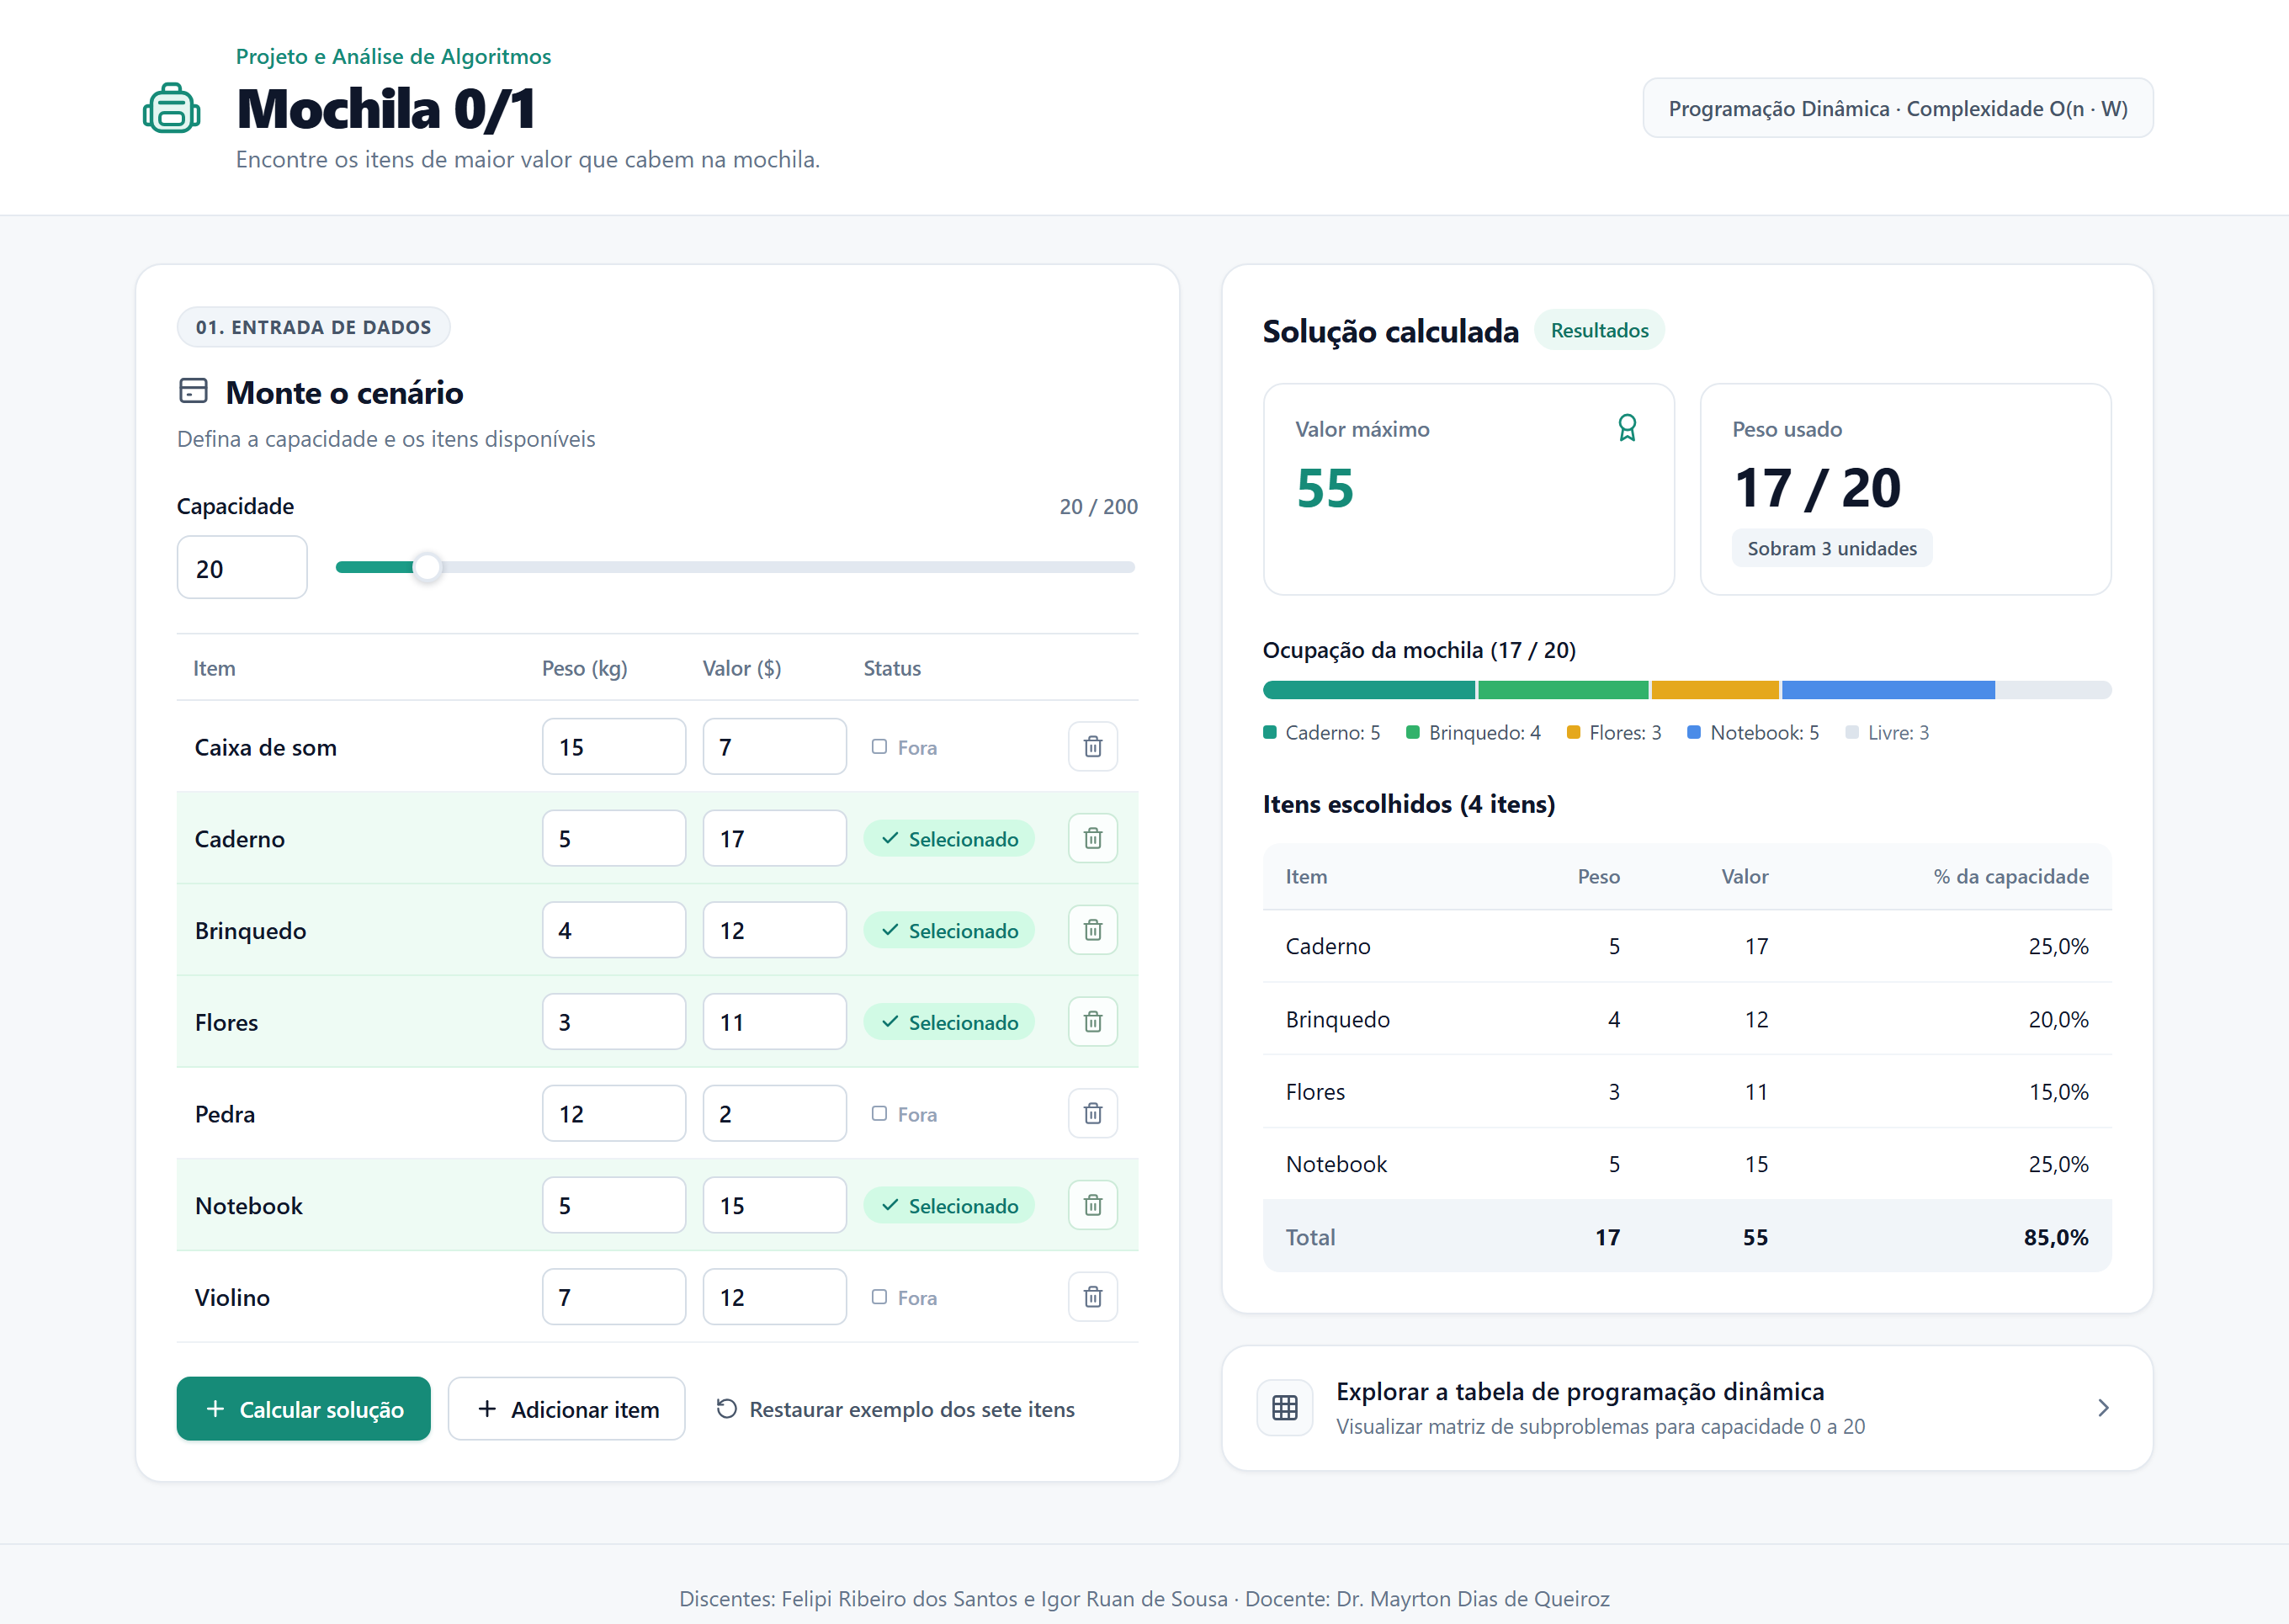 Projeto e Análise de Algoritmos
Mochila 0/1
Encontre os itens de maior valor que cabem na mochila.
Programação Dinâmica · Complexidade O(n · W)
01. ENTRADA DE DADOS
Monte o cenário
Defina a capacidade e os itens disponíveis
Capacidade 20 / 200
20
Item Peso (kg) Valor ($) Status
Caixa de som 15 7 Fora
Caderno 5 17 Selecionado
Brinquedo 4 12 Selecionado
Flores 3 11 Selecionado
Pedra 12 2 Fora
Notebook 5 15 Selecionado
Violino 7 12 Fora
Calcular solução Adicionar item Restaurar exemplo dos sete itens
Solução calculada Resultados
Valor máximo
55
Peso usado
17 / 20
Sobram 3 unidades
Ocupação da mochila (17 / 20)
Caderno: 5 Brinquedo: 4 Flores: 3 Notebook: 5 Livre: 3
Itens escolhidos (4 itens)
Item Peso Valor % da capacidade
Caderno 5 17 25,0%
Brinquedo 4 12 20,0%
Flores 3 11 15,0%
Notebook 5 15 25,0%
Total 17 55 85,0%
Explorar a tabela de programação dinâmica
Visualizar matriz de subproblemas para capacidade 0 a 20
Discentes: Felipi Ribeiro dos Santos e Igor Ruan de Sousa · Docente: Dr. Mayrton Dias de Queiroz